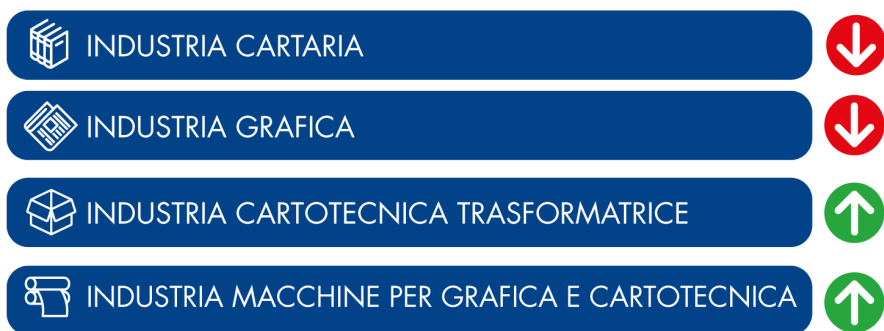 INDUSTRIA CARTARIA
INDUSTRIA GRAFICA
INDUSTRIA CARTOTECNICA TRASFORMATRICE
INDUSTRIA MACCHINE PER GRAFICA E CARTOTECNICA